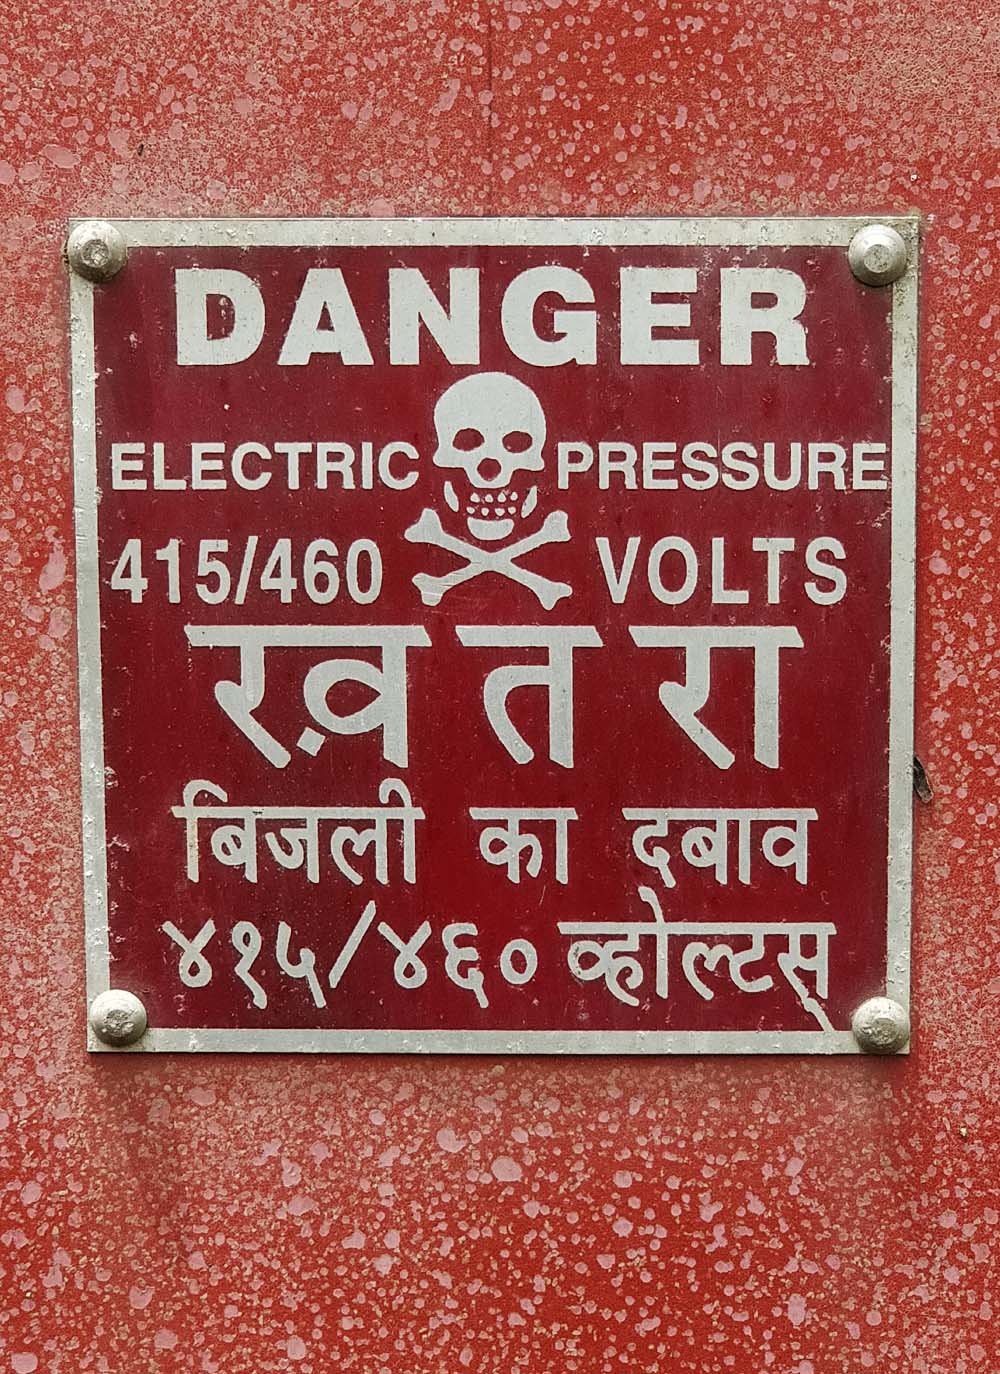 DANGER
ELECTRIC PRESSURE
415/460 VOLTS
ख़तरा
बिजली का दबाव
४१५/४६० व्होल्टस्